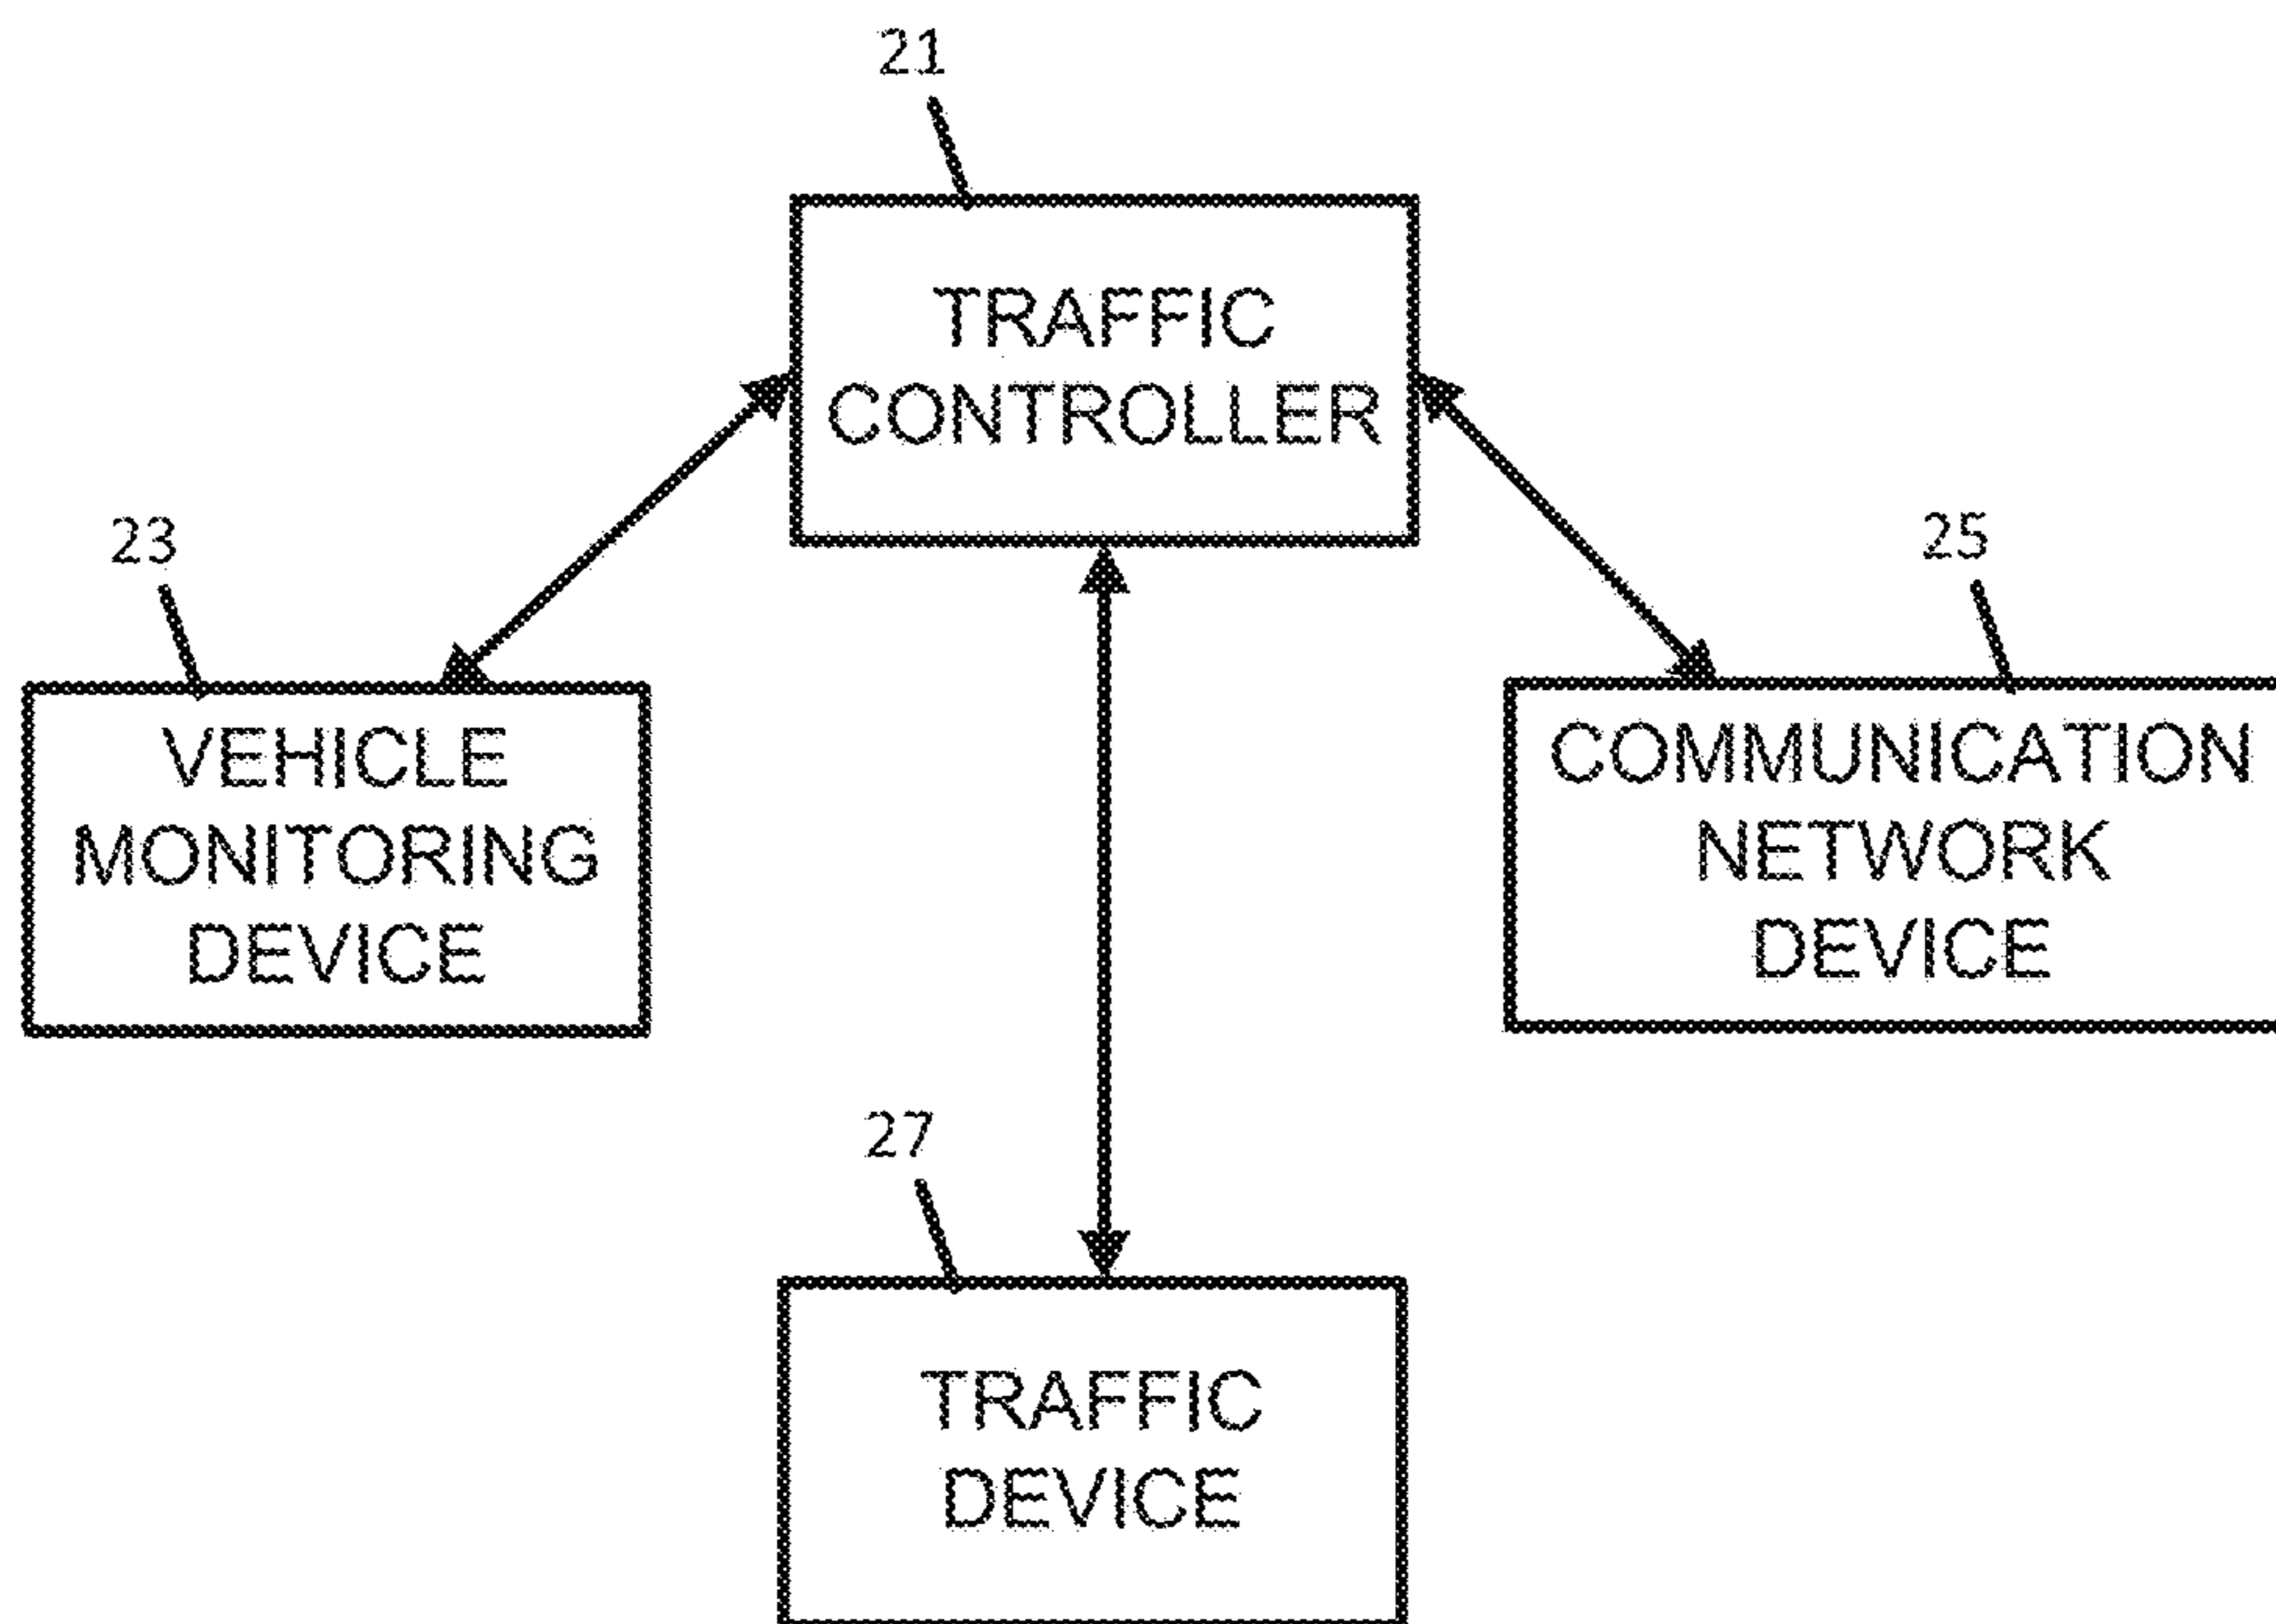 21
TRAFFIC
CONTROLLER
23
VEHICLE
MONITORING
DEVICE
25
COMMUNICATION
NETWORK
DEVICE
27
TRAFFIC
DEVICE